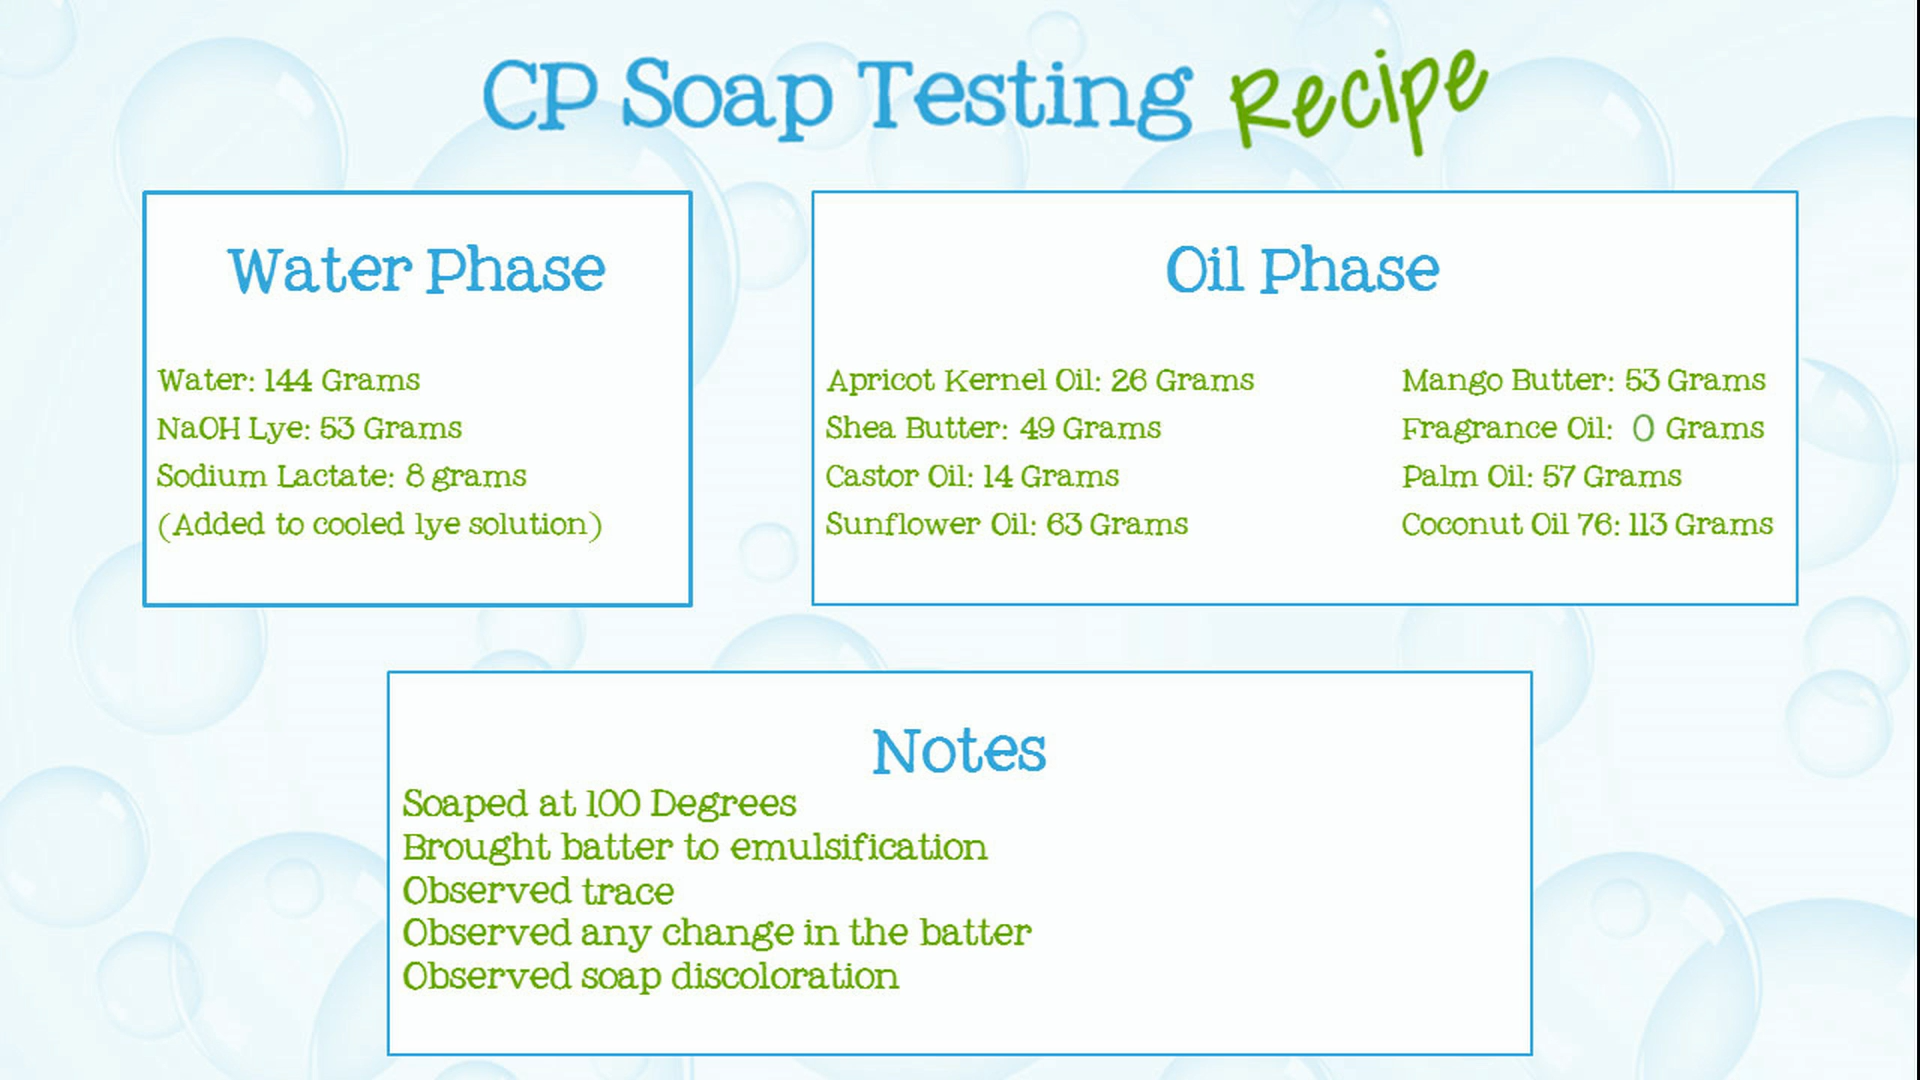 CP Soap Testing Recipe
Water Phase
Water: 144 Grams
NaOH Lye: 53 Grams
Sodium Lactate: 8 grams
(Added to cooled lye solution)
Oil Phase
Apricot Kernel Oil: 26 Grams
Shea Butter: 49 Grams
Castor Oil: 14 Grams
Sunflower Oil: 63 Grams
Mango Butter: 53 Grams
Fragrance Oil: 0 Grams
Palm Oil: 57 Grams
Coconut Oil 76: 113 Grams
Notes
Soaped at 100 Degrees
Brought batter to emulsification
Observed trace
Observed any change in the batter
Observed soap discoloration